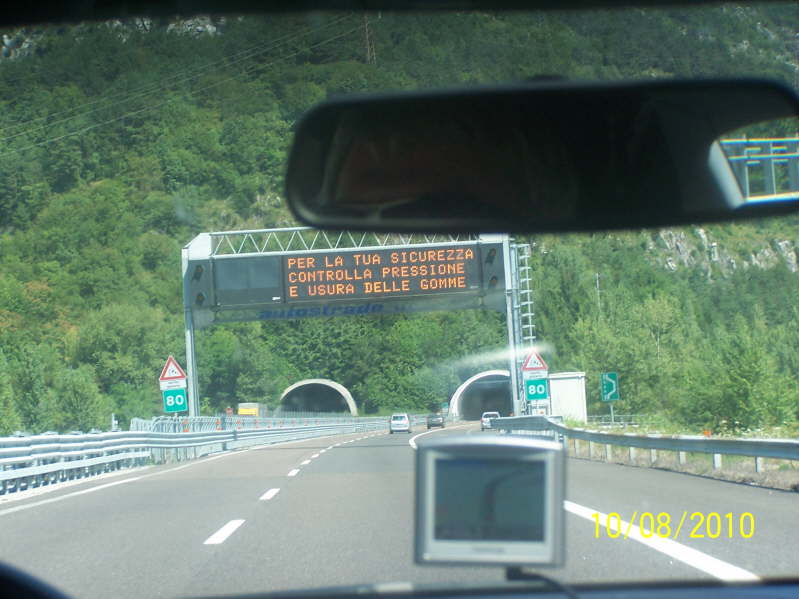 PER LA TUA SICUREZZA
CONTROLLA PRESSIONE
E USURA DELLE GOMME
autostrade
80
80
10/08/2010